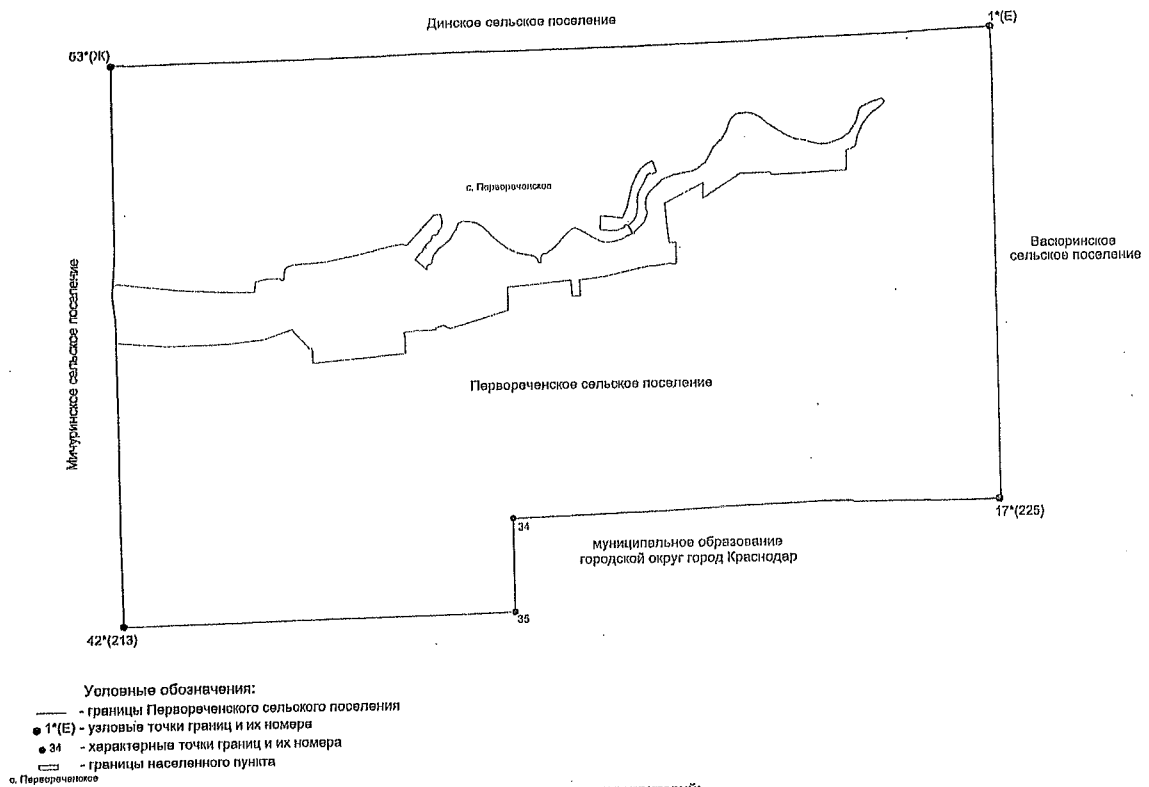 Динское сельское поселение
1*(Е)
63*(Ж)
с. Первореченское
Васюринское
сельское поселение
Мичуринское сельское поселение
Первореченское сельское поселение
17*(225)
34
муниципальное образование
городской округ город Краснодар
35
42*(213)
Условные обозначения:
- границы Первореченского сельского поселения
1*(Е) - узловые точки границ и их номера
34 - характерные точки границ и их номера
- границы населенного пункта
с. Первореченское